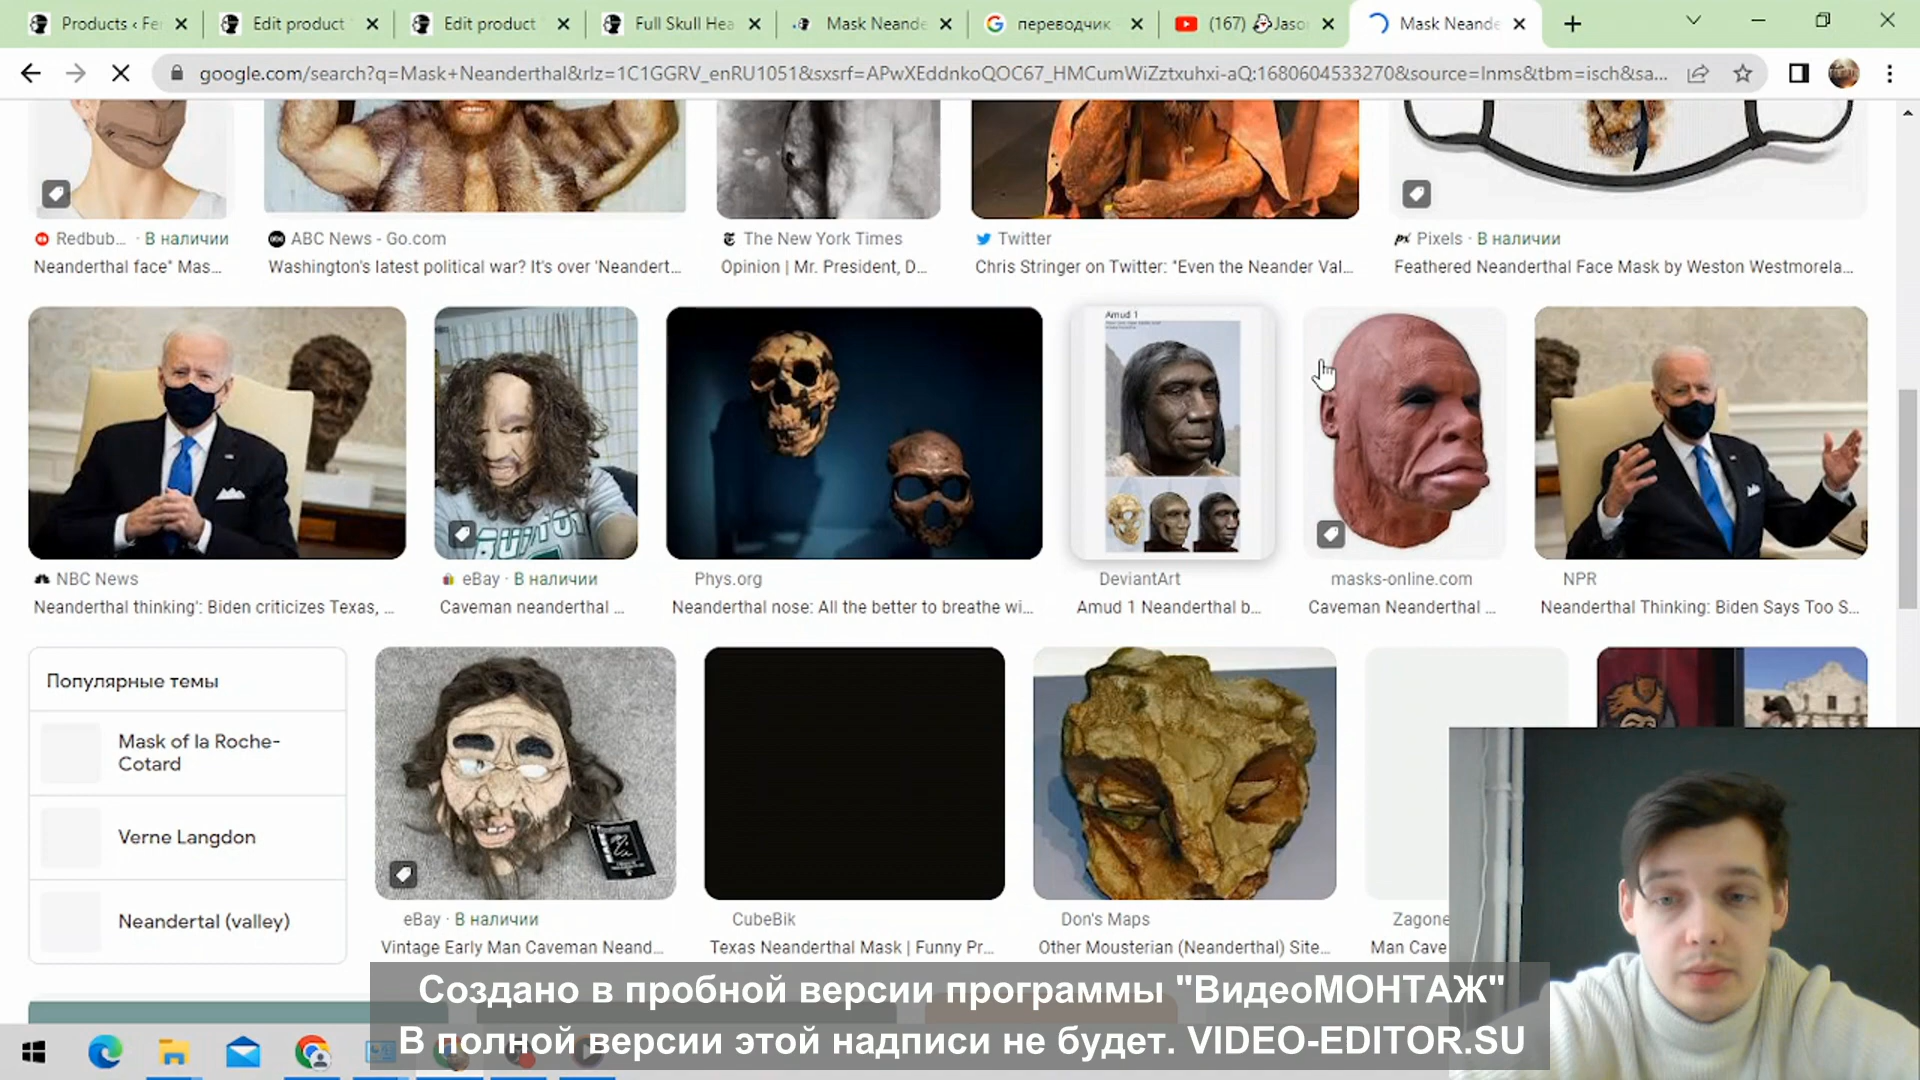 Products ‹ Fer
Edit product
Edit product
Full Skull Hea
Mask Neande
переводчик
(167) Jaso
Mask Neande
google.com/search?q=Mask+Neanderthal&rlz=1C1GGRV_enRU1051&sxsrf=APwXEddnkoQOC67_HMCumWiZztxuhxi-aQ:1680604533270&source=lnms&tbm=isch&sa...
Redbub... · В наличии
ABC News - Go.com
The New York Times
Twitter
Pixels · В наличии
Neanderthal face" Mas...
Washington's latest political war? It's over 'Neandert...
Opinion | Mr. President, D...
Chris Stringer on Twitter: "Even the Neander Val...
Feathered Neanderthal Face Mask by Weston Westmorela...
Amud 1
NBC News
eBay · В наличии
Phys.org
DeviantArt
masks-online.com
NPR
Neanderthal thinking': Biden criticizes Texas, ...
Caveman neanderthal ...
Neanderthal nose: All the better to breathe wi...
Amud 1 Neanderthal b...
Caveman Neanderthal ...
Neanderthal Thinking: Biden Says Too S...
Популярные темы
Mask of la Roche-
Cotard
Verne Langdon
Neandertal (valley)
eBay · В наличии
CubeBik
Don's Maps
Zagone
Vintage Early Man Caveman Neand...
Texas Neanderthal Mask | Funny Pr...
Other Mousterian (Neanderthal) Site...
Man Cave
Создано в пробной версии программы "ВидеоМОНТАЖ"
В полной версии этой надписи не будет. VIDEO-EDITOR.SU